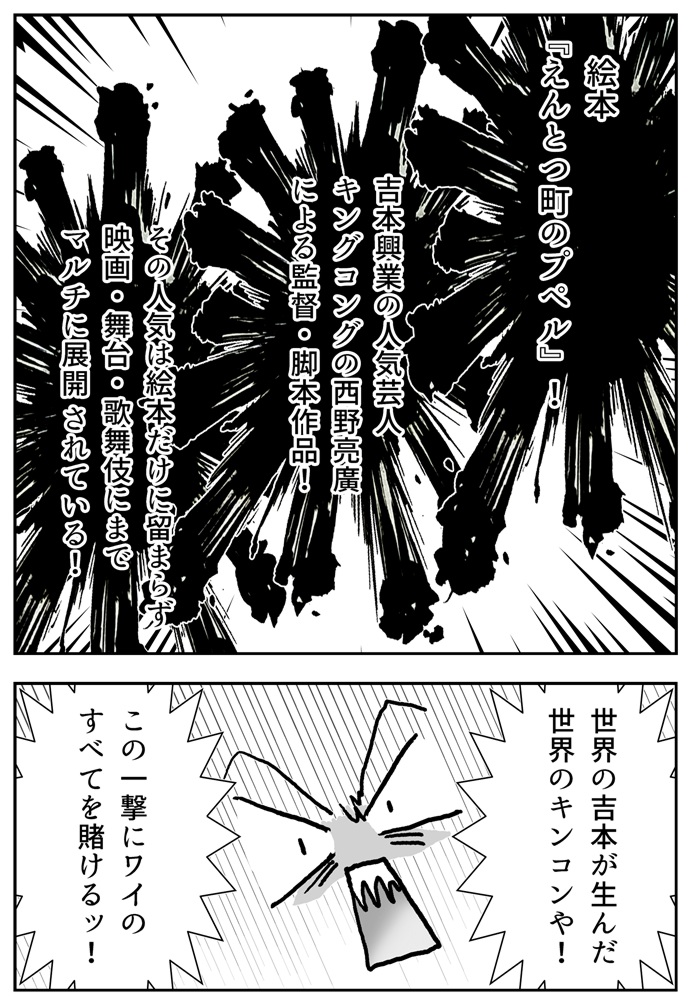 絵本
『えんとつ町のプペル』！
吉本興業の人気芸人
キングコングの西野亮廣
による監督・脚本作品！
その人気は絵本だけに留まらず
映画・舞台・歌舞伎にまで
マルチに展開されている！
世界の吉本が生んだ
世界のキンコンや！
この一撃にワイの
すべてを賭けるッ！